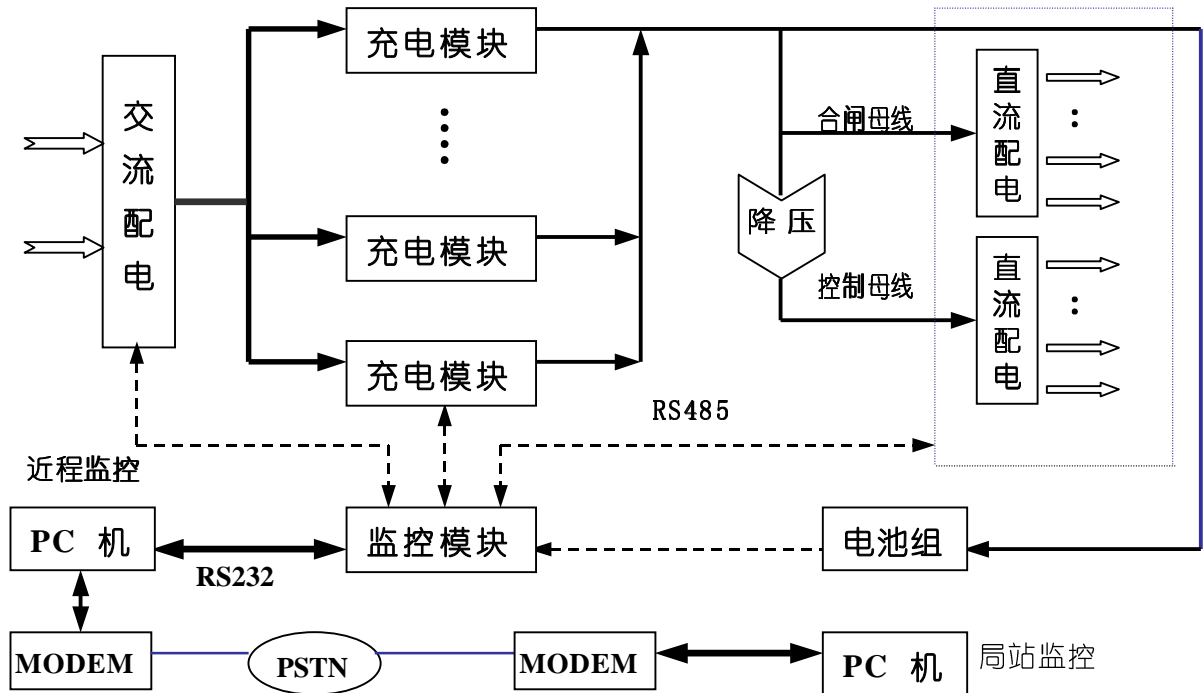 充电模块
交流配电
合闸母线
直流配电
充电模块
降 压
控制母线
直流配电
充电模块
RS485
近程监控
PC 机
RS232
监控模块
电池组
MODEM
PSTN
MODEM
PC 机
局站监控